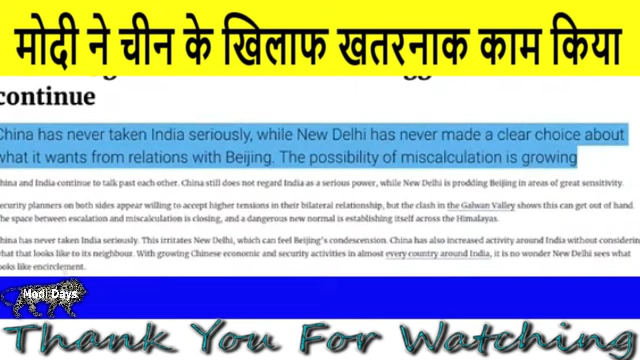 मोदी ने चीन के खिलाफ खतरनाक काम किया
continue
China has never taken India seriously, while New Delhi has never made a clear choice about
what it wants from relations with Beijing. The possibility of miscalculation is growing
hina and India continue to talk past each other. China still does not regard India as a serious power, while New Delhi is prodding Beijing in areas of great sensitivity.
ecurity planners on both sides appear willing to accept higher tensions in their bilateral relationship, but the clash in the Galwan Valley shows this can get out of hand.
he space between escalation and miscalculation is closing, and a dangerous new normal is establishing itself across the Himalayas.
hina has never taken India seriously. This irritates New Delhi, which can feel Beijing's condescension. China has also increased activity around India without considerin
hat that looks like to its neighbour. With growing Chinese economic and security activities in almost every country around India, it is no wonder New Delhi sees what
oks like encirclement.
Modi Days
Thank You For Watching